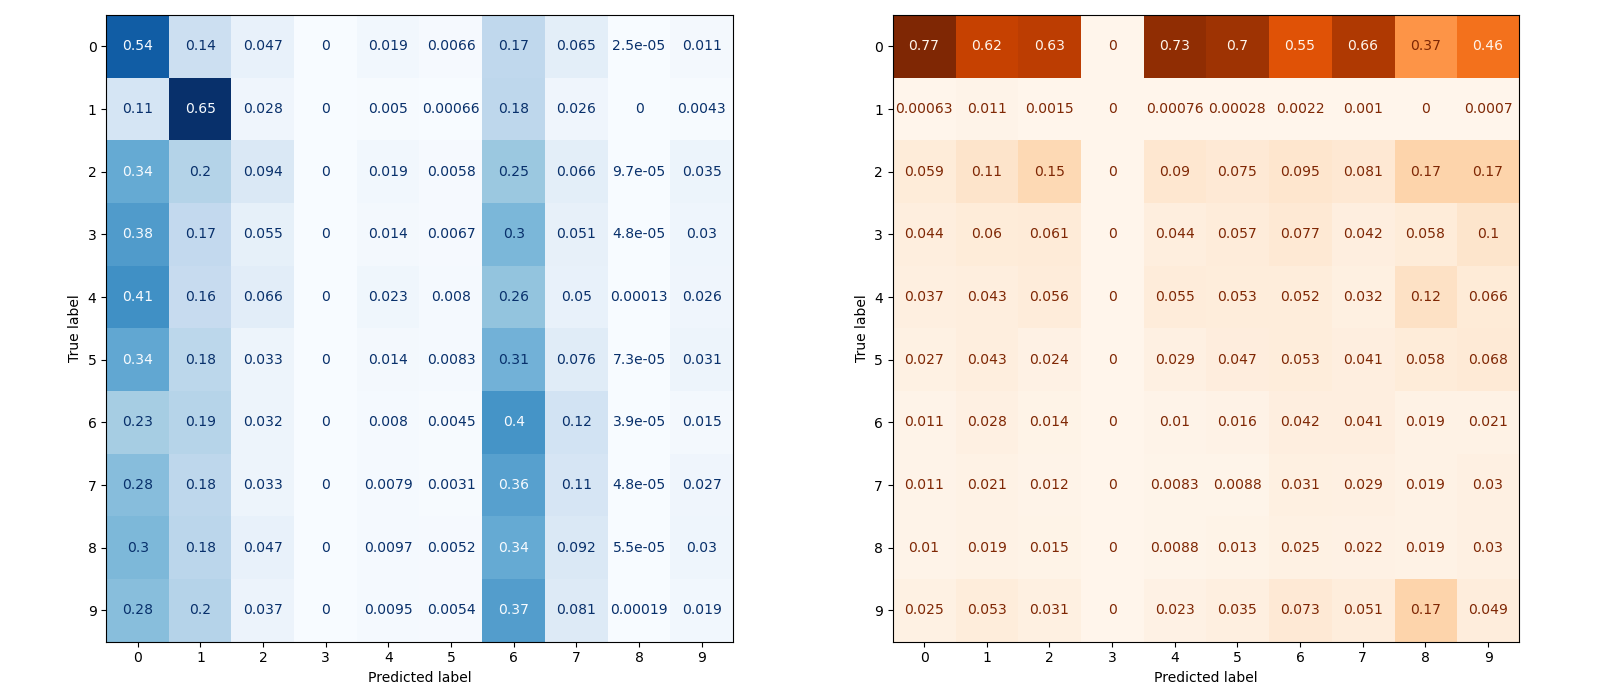 0 0.54 0.14 0.047 0 0.019 0.0066 0.17 0.065 2.5e-05 0.011
1 0.11 0.65 0.028 0 0.005 0.00066 0.18 0.026 0 0.0043
2 0.34 0.2 0.094 0 0.019 0.0058 0.25 0.066 9.7e-05 0.035
3 0.38 0.17 0.055 0 0.014 0.0067 0.3 0.051 4.8e-05 0.03
4 0.41 0.16 0.066 0 0.023 0.008 0.26 0.05 0.00013 0.026
5 0.34 0.18 0.033 0 0.014 0.0083 0.31 0.076 7.3e-05 0.031
6 0.23 0.19 0.032 0 0.008 0.0045 0.4 0.12 3.9e-05 0.015
7 0.28 0.18 0.033 0 0.0079 0.0031 0.36 0.11 4.8e-05 0.027
8 0.3 0.18 0.047 0 0.0097 0.0052 0.34 0.092 5.5e-05 0.03
9 0.28 0.2 0.037 0 0.0095 0.0054 0.37 0.081 0.00019 0.019
0 1 2 3 4 5 6 7 8 9
True label
Predicted label
0 0.77 0.62 0.63 0 0.73 0.7 0.55 0.66 0.37 0.46
1 0.00063 0.011 0.0015 0 0.00076 0.00028 0.0022 0.001 0 0.0007
2 0.059 0.11 0.15 0 0.09 0.075 0.095 0.081 0.17 0.17
3 0.044 0.06 0.061 0 0.044 0.057 0.077 0.042 0.058 0.1
4 0.037 0.043 0.056 0 0.055 0.053 0.052 0.032 0.12 0.066
5 0.027 0.043 0.024 0 0.029 0.047 0.053 0.041 0.058 0.068
6 0.011 0.028 0.014 0 0.01 0.016 0.042 0.041 0.019 0.021
7 0.011 0.021 0.012 0 0.0083 0.0088 0.031 0.029 0.019 0.03
8 0.01 0.019 0.015 0 0.0088 0.013 0.025 0.022 0.019 0.03
9 0.025 0.053 0.031 0 0.023 0.035 0.073 0.051 0.17 0.049
0 1 2 3 4 5 6 7 8 9
True label
Predicted label